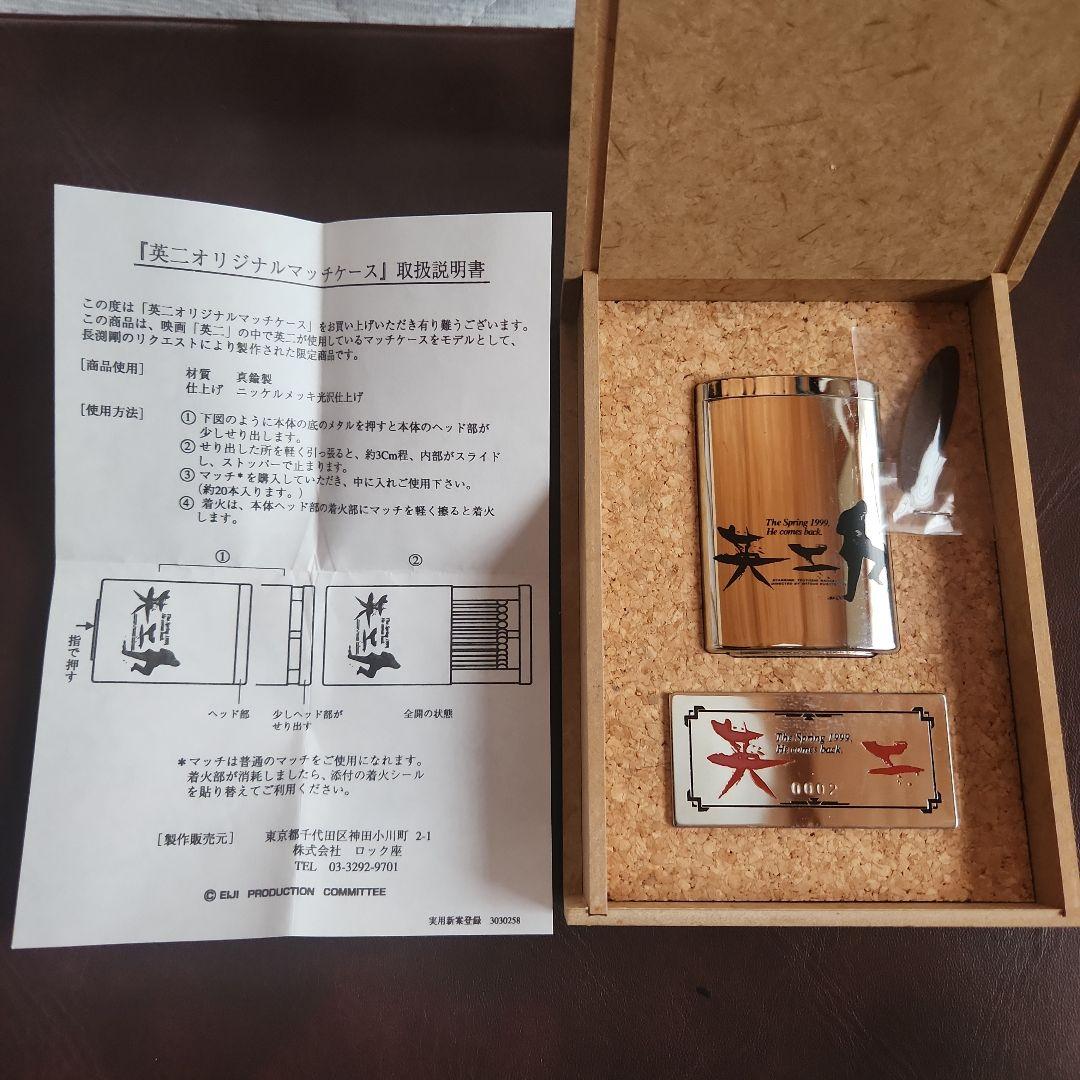 『英二オリジナルマッチケース』取扱説明書
この度は「英二オリジナルマッチケース」をお買い上げいただき有り難うございます。
この商品は、映画「英二」の中で英二が使用しているマッチケースをモデルとして、
長渕剛のリクエストにより製作された限定商品です。
[商品使用] 材質 真鍮製
仕上げ ニッケルメッキ光沢仕上げ
[使用方法] ① 下図のように本体の底のメタルを押すと本体のヘッド部が
少しせり出します。
② せり出した所を軽く引っ張ると、約3Cm程、内部がスライド
し、ストッパーで止まります。
③ マッチ*を購入していただき、中に入れご使用下さい。
(約20本入ります。)
④ 着火は、本体ヘッド部の着火部にマッチを軽く擦ると着火
します。
① ②
指で押す
英二
The Spring 1999,
He comes back.
英二
The Spring 1999,
He comes back.
ヘッド部 少しヘッド部が 全開の状態
せり出す
*マッチは普通のマッチをご使用になれます。
着火部が消耗しましたら、添付の着火シール
を貼り替えてご利用ください。
[製作販売元] 東京都千代田区神田小川町 2-1
株式会社 ロック座
TEL 03-3292-9701
© EIJI PRODUCTION COMMITTEE
実用新案登録 3030258
The Spring 1999,
He comes back.
英二
英二
The Spring 1999,
He comes back.
0002